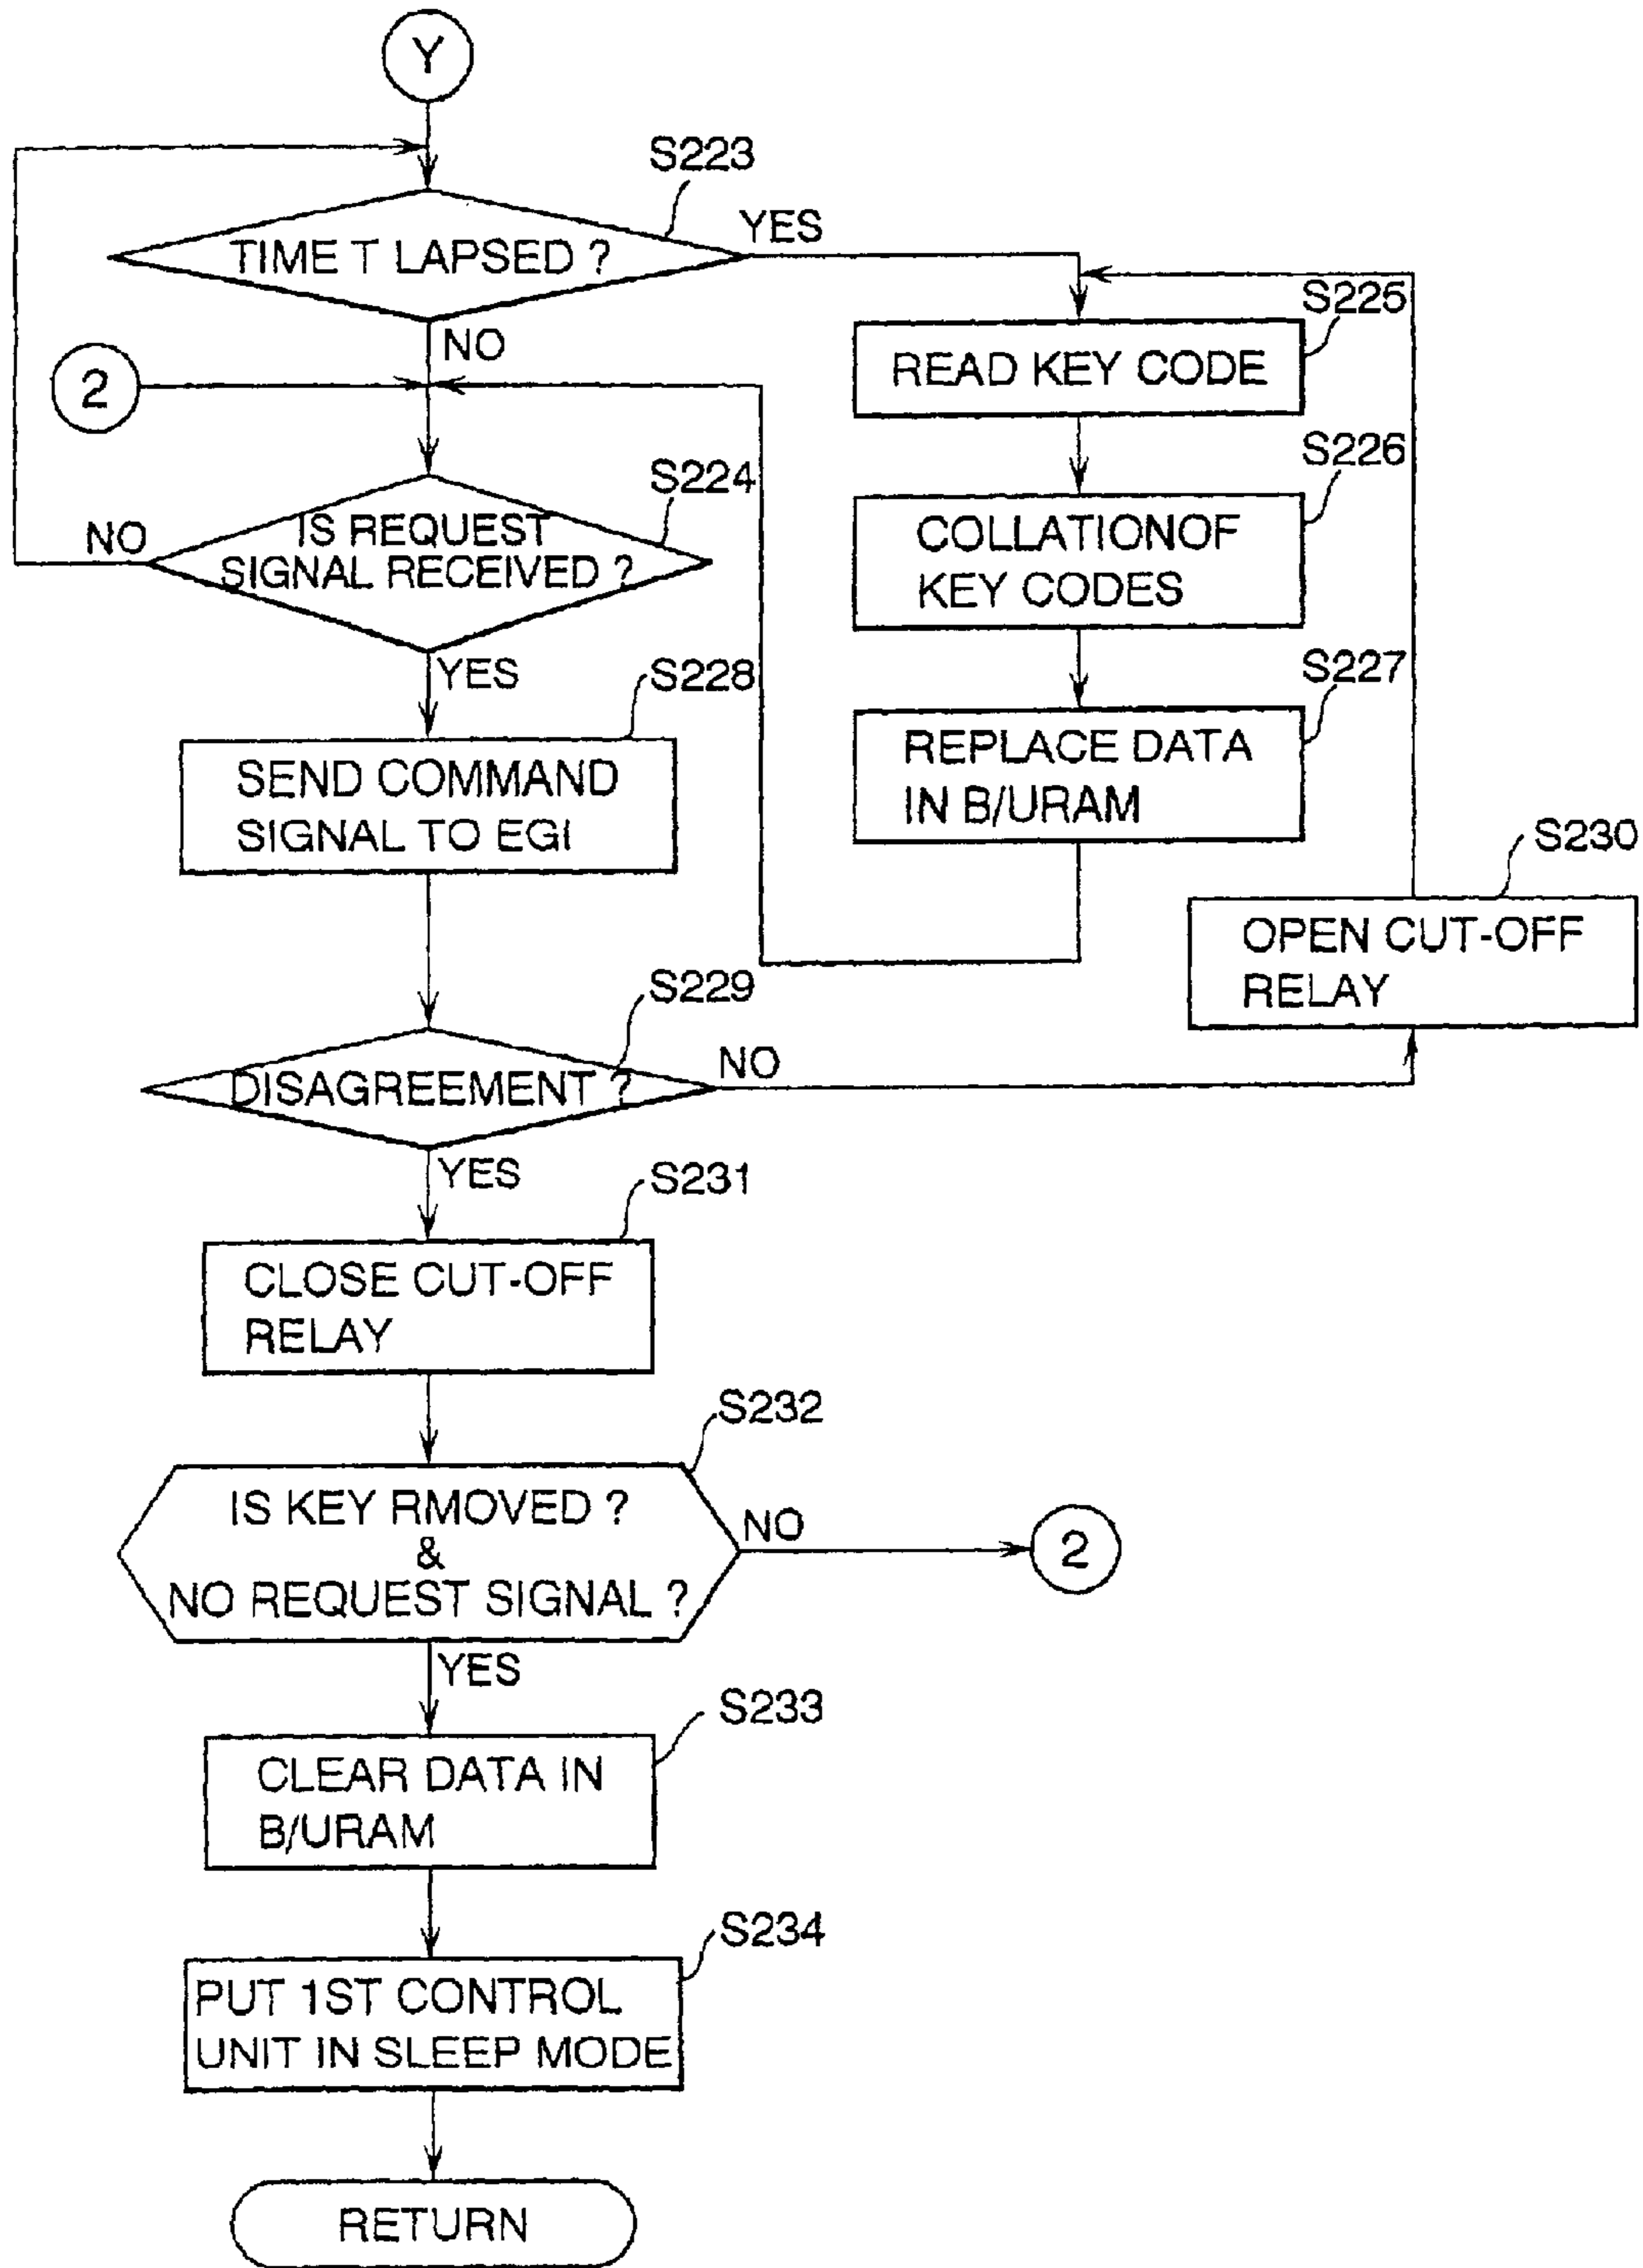 Y
S223
TIME T LAPSED ?
YES
NO
S225
READ KEY CODE
2
S224
IS REQUEST
SIGNAL RECEIVED ?
NO
YES
S226
COLLATIONOF
KEY CODES
S228
SEND COMMAND
SIGNAL TO EGI
S227
REPLACE DATA
IN B/URAM
S230
OPEN CUT-OFF
RELAY
S229
DISAGREEMENT ?
NO
YES
S231
CLOSE CUT-OFF
RELAY
S232
IS KEY RMOVED ?
&
NO REQUEST SIGNAL ?
NO
2
YES
S233
CLEAR DATA IN
B/URAM
S234
PUT 1ST CONTROL
UNIT IN SLEEP MODE
RETURN